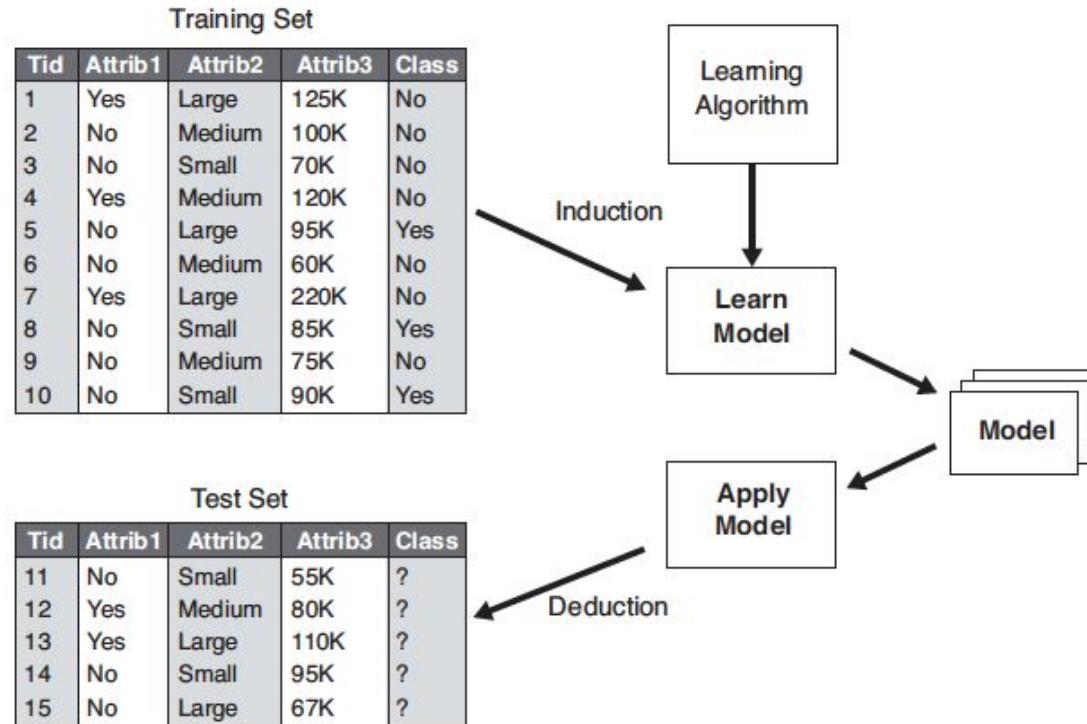 Training Set
Tid Attrib1 Attrib2 Attrib3 Class
1 Yes Large 125K No
2 No Medium 100K No
3 No Small 70K No
4 Yes Medium 120K No
5 No Large 95K Yes
6 No Medium 60K No
7 Yes Large 220K No
8 No Small 85K Yes
9 No Medium 75K No
10 No Small 90K Yes
Learning
Algorithm
Induction
Learn
Model
Model
Apply
Model
Deduction
Test Set
Tid Attrib1 Attrib2 Attrib3 Class
11 No Small 55K ?
12 Yes Medium 80K ?
13 Yes Large 110K ?
14 No Small 95K ?
15 No Large 67K ?